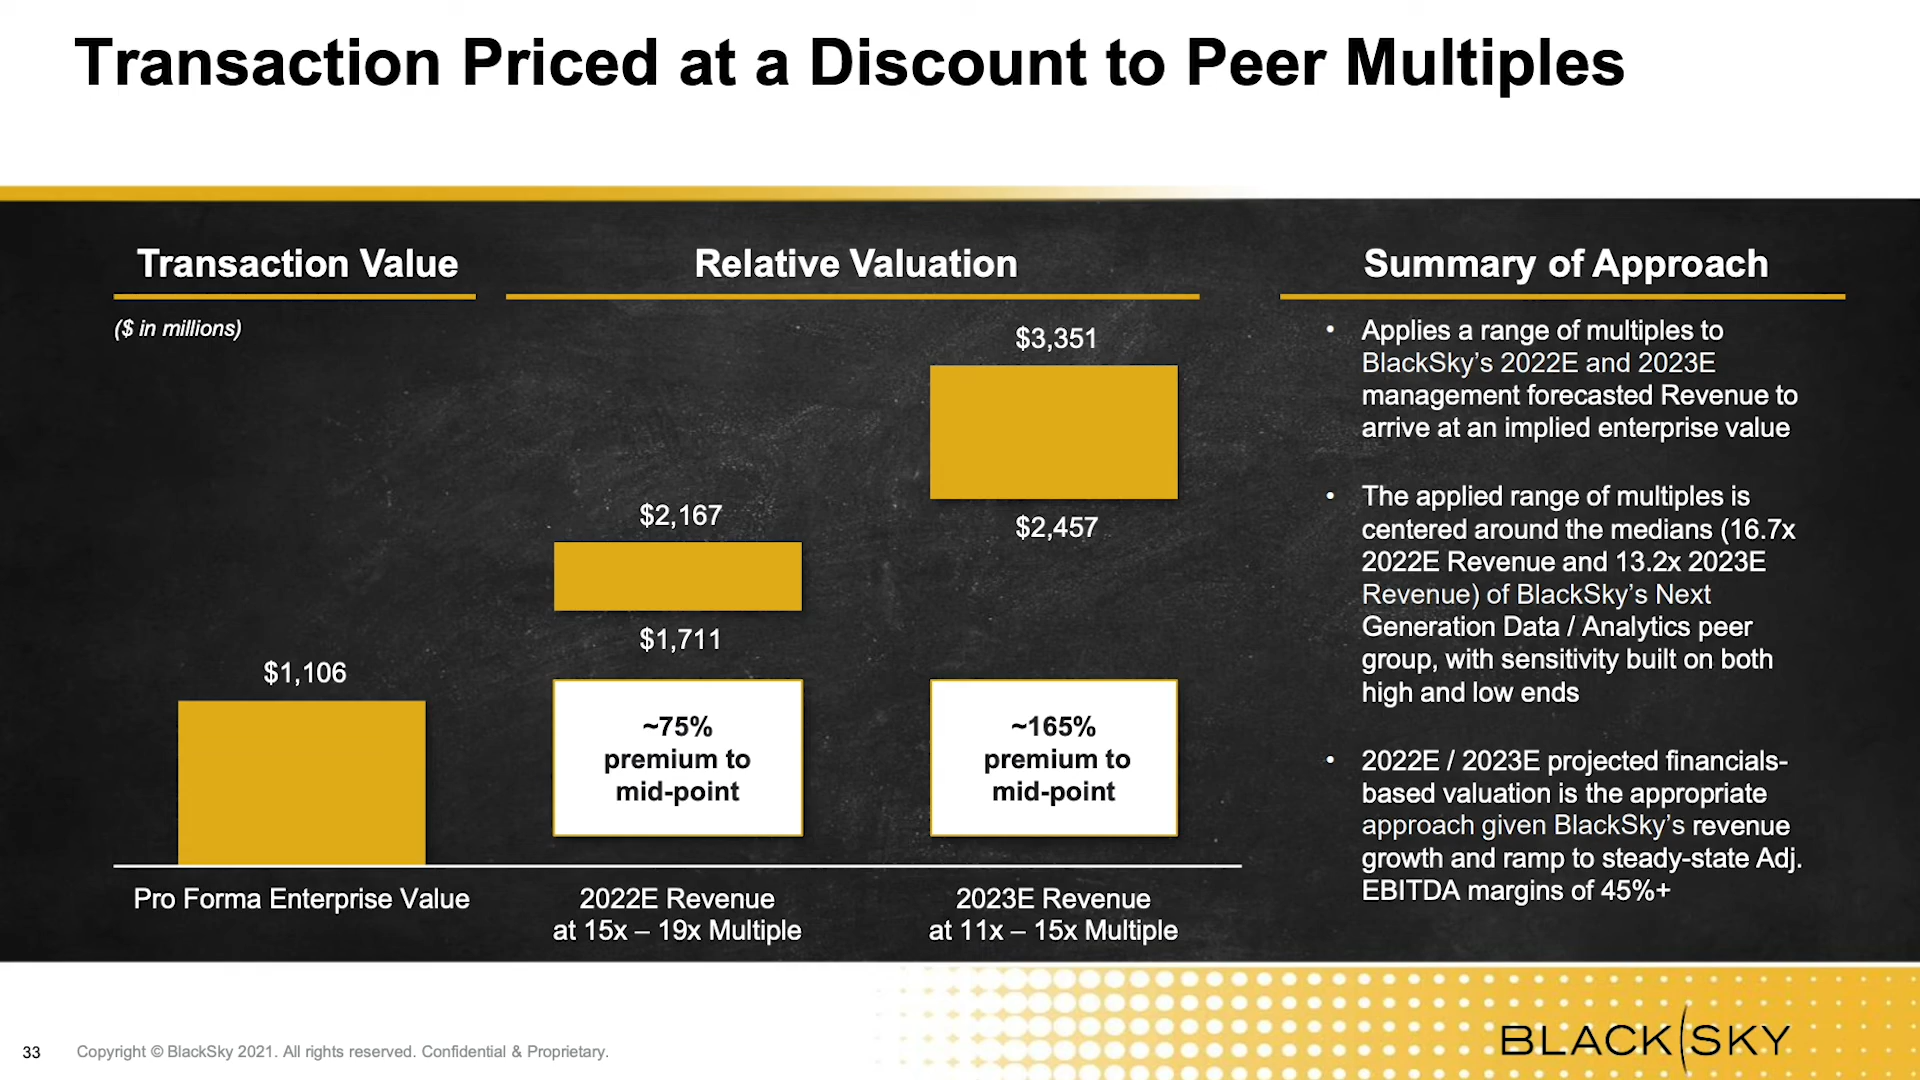 Transaction Priced at a Discount to Peer Multiples
Transaction Value
($ in millions)
$1,106
Pro Forma Enterprise Value
Relative Valuation
$2,167
$1,711
~75%
premium to
mid-point
2022E Revenue
at 15x – 19x Multiple
$3,351
$2,457
~165%
premium to
mid-point
2023E Revenue
at 11x – 15x Multiple
Summary of Approach
• Applies a range of multiples to
BlackSky’s 2022E and 2023E
management forecasted Revenue to
arrive at an implied enterprise value
• The applied range of multiples is
centered around the medians (16.7x
2022E Revenue and 13.2x 2023E
Revenue) of BlackSky’s Next
Generation Data / Analytics peer
group, with sensitivity built on both
high and low ends
• 2022E / 2023E projected financials-
based valuation is the appropriate
approach given BlackSky’s revenue
growth and ramp to steady-state Adj.
EBITDA margins of 45%+
33
Copyright © BlackSky 2021. All rights reserved. Confidential & Proprietary.
BLACK(SKY